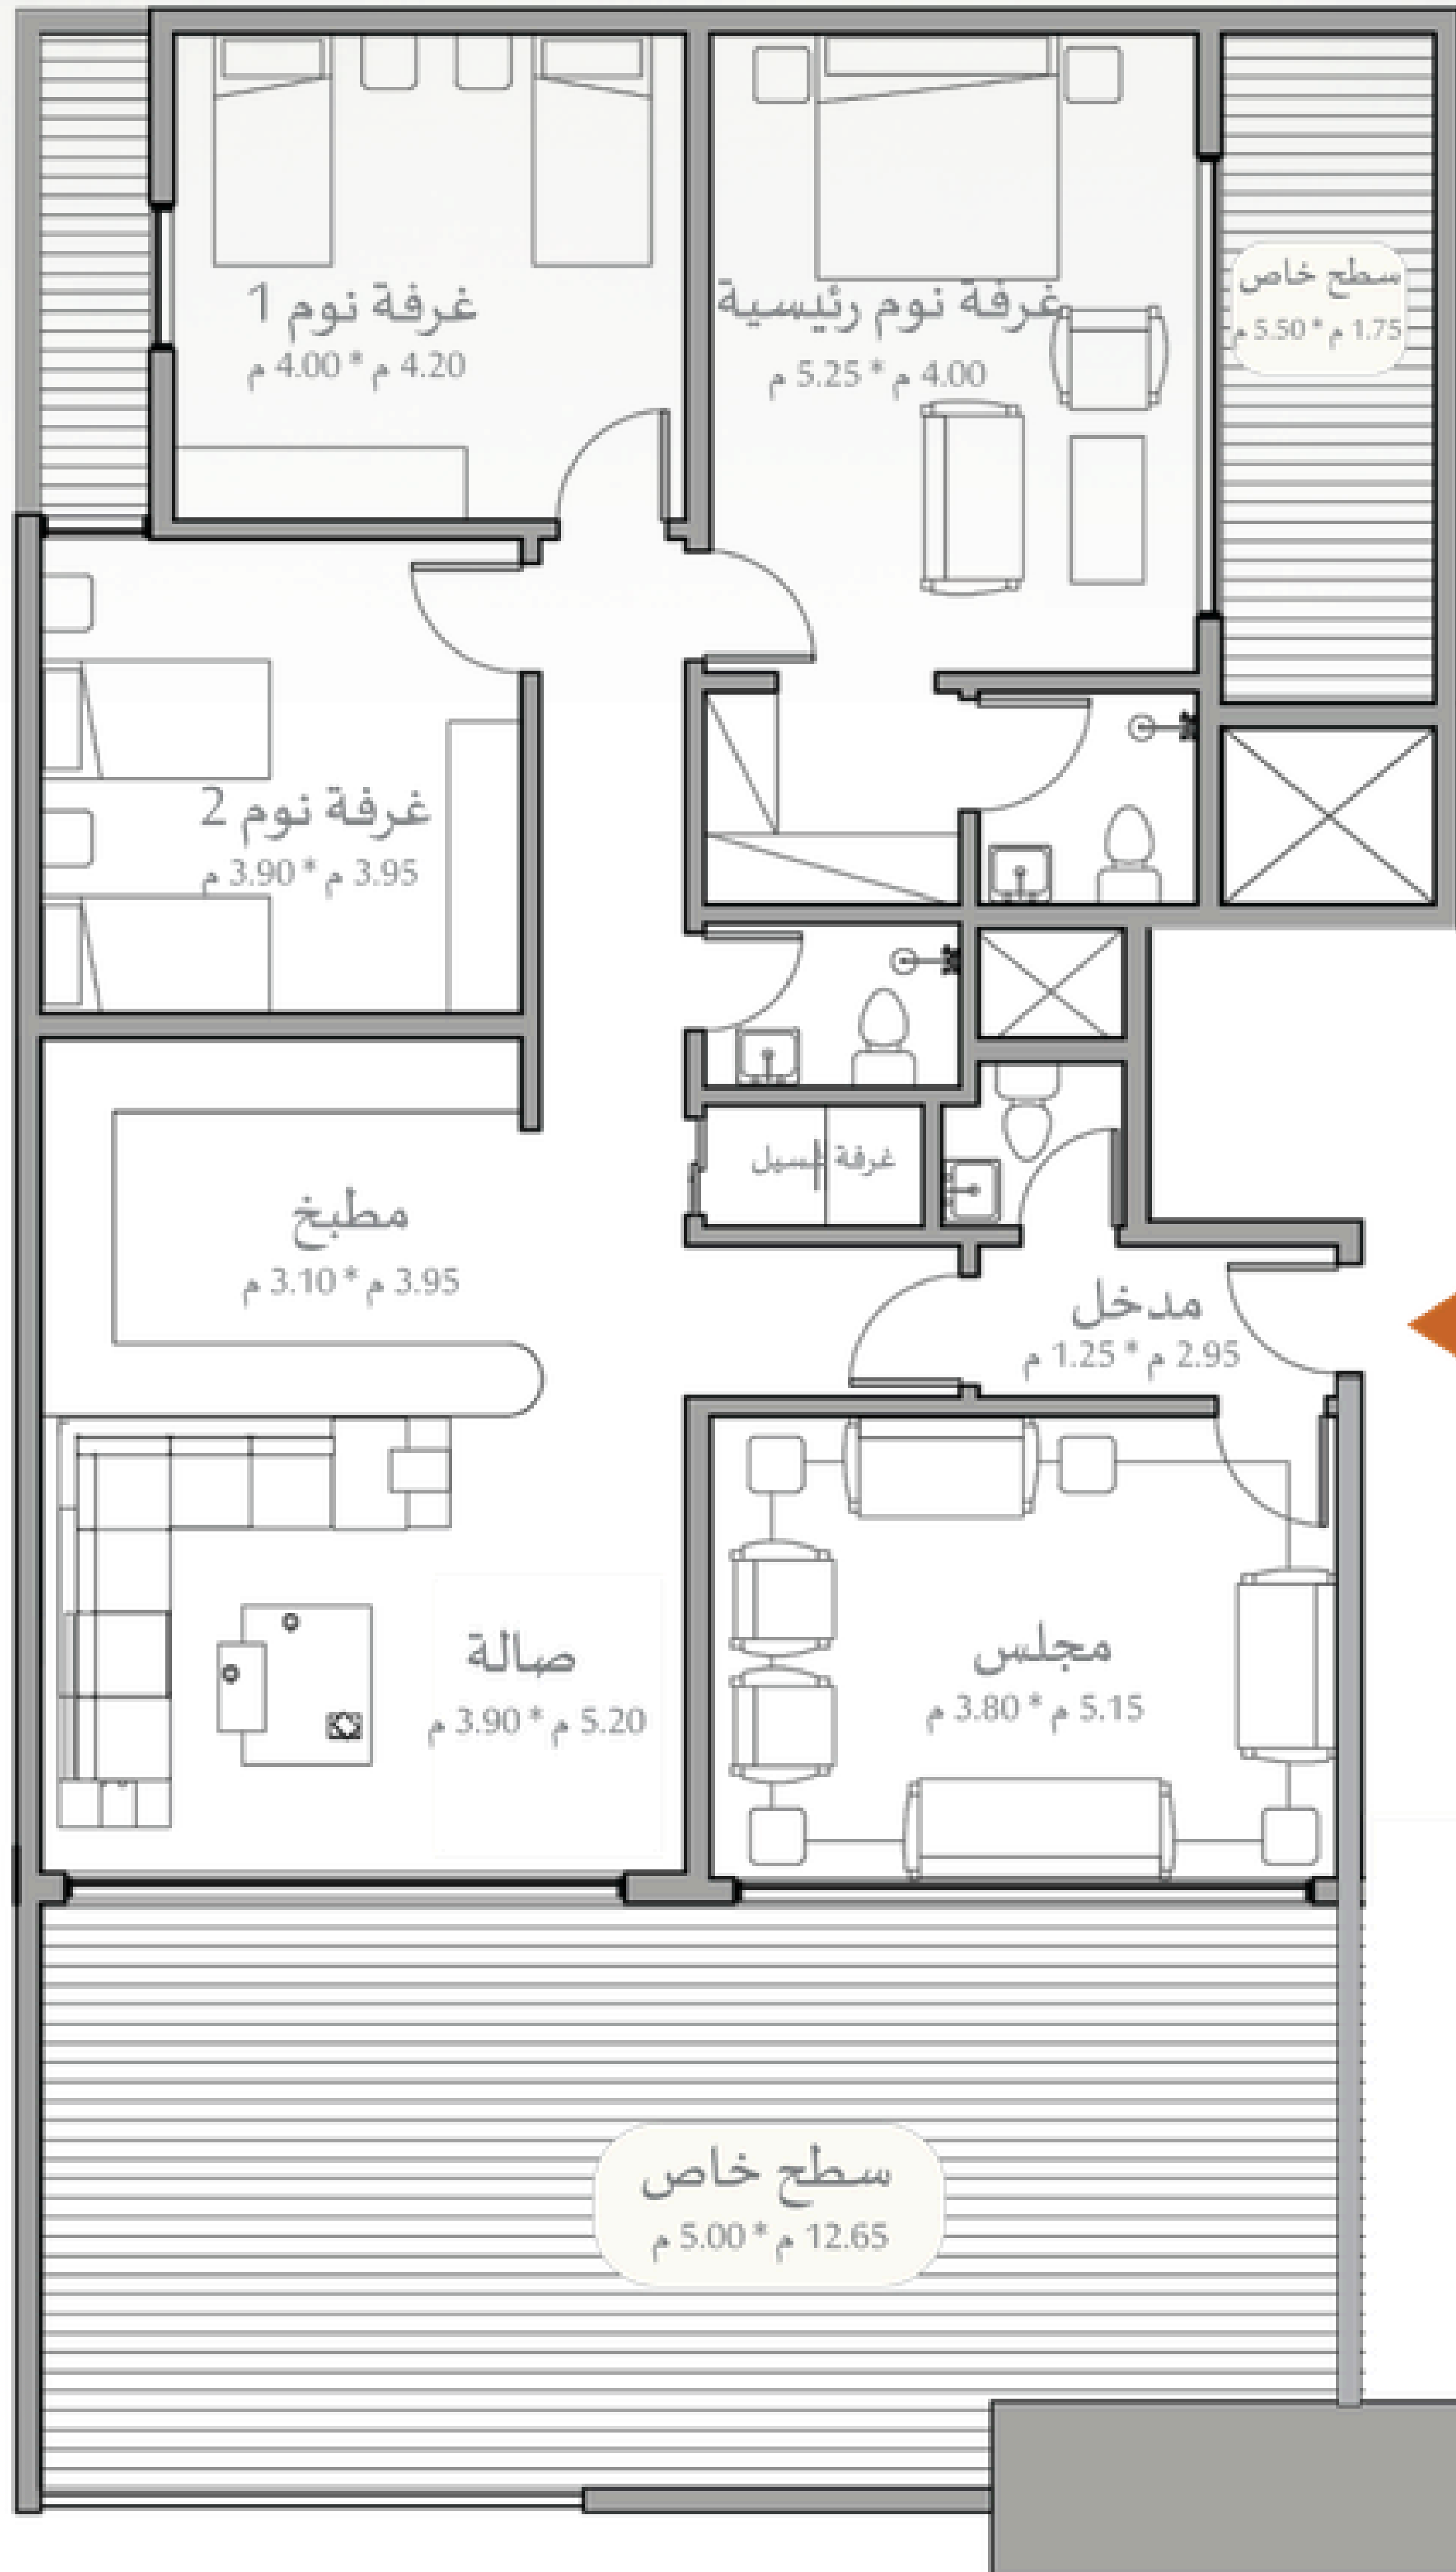 غرفة نوم 1
4.20 م * 4.00 م
غرفة نوم رئيسية
4.00 م * 5.25 م
سطح خاص
1.75 م * 5.50 م
غرفة نوم 2
3.95 م * 3.90 م
غرفة غسيل
مطبخ
3.95 م * 3.10 م
مدخل
2.95 م * 1.25 م
صالة
5.20 م * 3.90 م
مجلس
5.15 م * 3.80 م
سطح خاص
12.65 م * 5.00 م